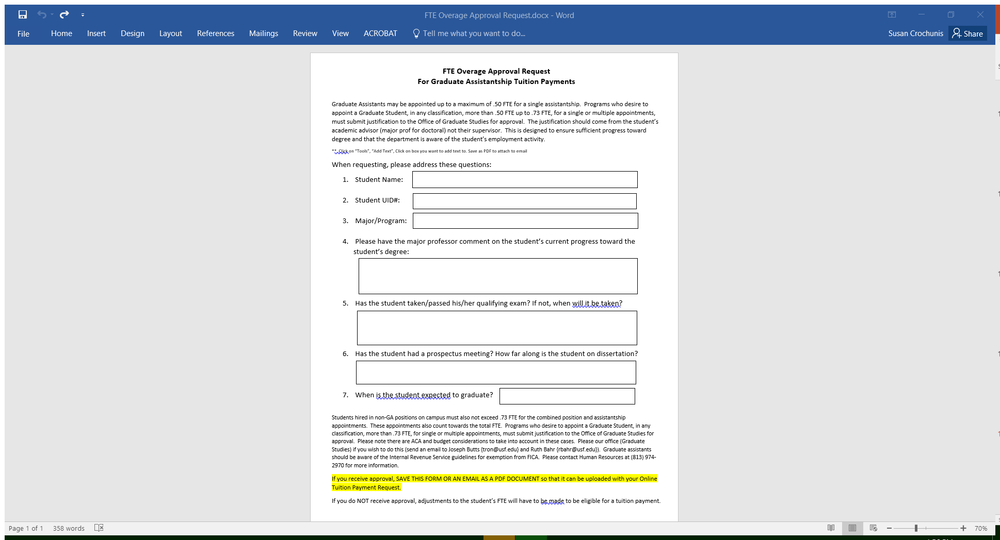 FTE Overage Approval Request.docx - Word
File Home Insert Design Layout References Mailings Review View ACROBAT Tell me what you want to do... Susan Crochunis Share
FTE Overage Approval Request
For Graduate Assistantship Tuition Payments
Graduate Assistants may be appointed up to a maximum of .50 FTE for a single assistantship. Programs who desire to
appoint a Graduate Student, in any classification, more than .50 FTE up to .73 FTE, for a single or multiple appointments,
must submit justification to the Office of Graduate Studies for approval. The justification should come from the student's
academic advisor (major prof for doctoral) not their supervisor. This is designed to ensure sufficient progress toward
degree and that the department is aware of the student's employment activity.
** Click on "Tools", "Add Text", Click on box you want to add text to. Save as PDF to attach to email
When requesting, please address these questions:
1. Student Name:
2. Student UID#:
3. Major/Program:
4. Please have the major professor comment on the student's current progress toward the
student's degree:
5. Has the student taken/passed his/her qualifying exam? If not, when will it be taken?
6. Has the student had a prospectus meeting? How far along is the student on dissertation?
7. When is the student expected to graduate?
Students hired in non-GA positions on campus must also not exceed .73 FTE for the combined position and assistantship
appointments. These appointments also count towards the total FTE. Programs who desire to appoint a Graduate Student, in any
classification, more than .73 FTE, for single or multiple appointments, must submit justification to the Office of Graduate Studies for
approval. Please note there are ACA and budget considerations to take into account in these cases. Please our office (Graduate
Studies) if you wish to do this (send an email to Joseph Butts {tron@usf.edu} and Ruth Bahr {rbahr@usf.edu}). Graduate assistants
should be aware of the Internal Revenue Service guidelines for exemption from FICA. Please contact Human Resources at (813) 974-
2970 for more information.
If you receive approval, SAVE THIS FORM OR AN EMAIL AS A PDF DOCUMENT so that it can be uploaded with your Online
Tuition Payment Request.
If you do NOT receive approval, adjustments to the student's FTE will have to be made to be eligible for a tuition payment.
Page 1 of 1 358 words 70%